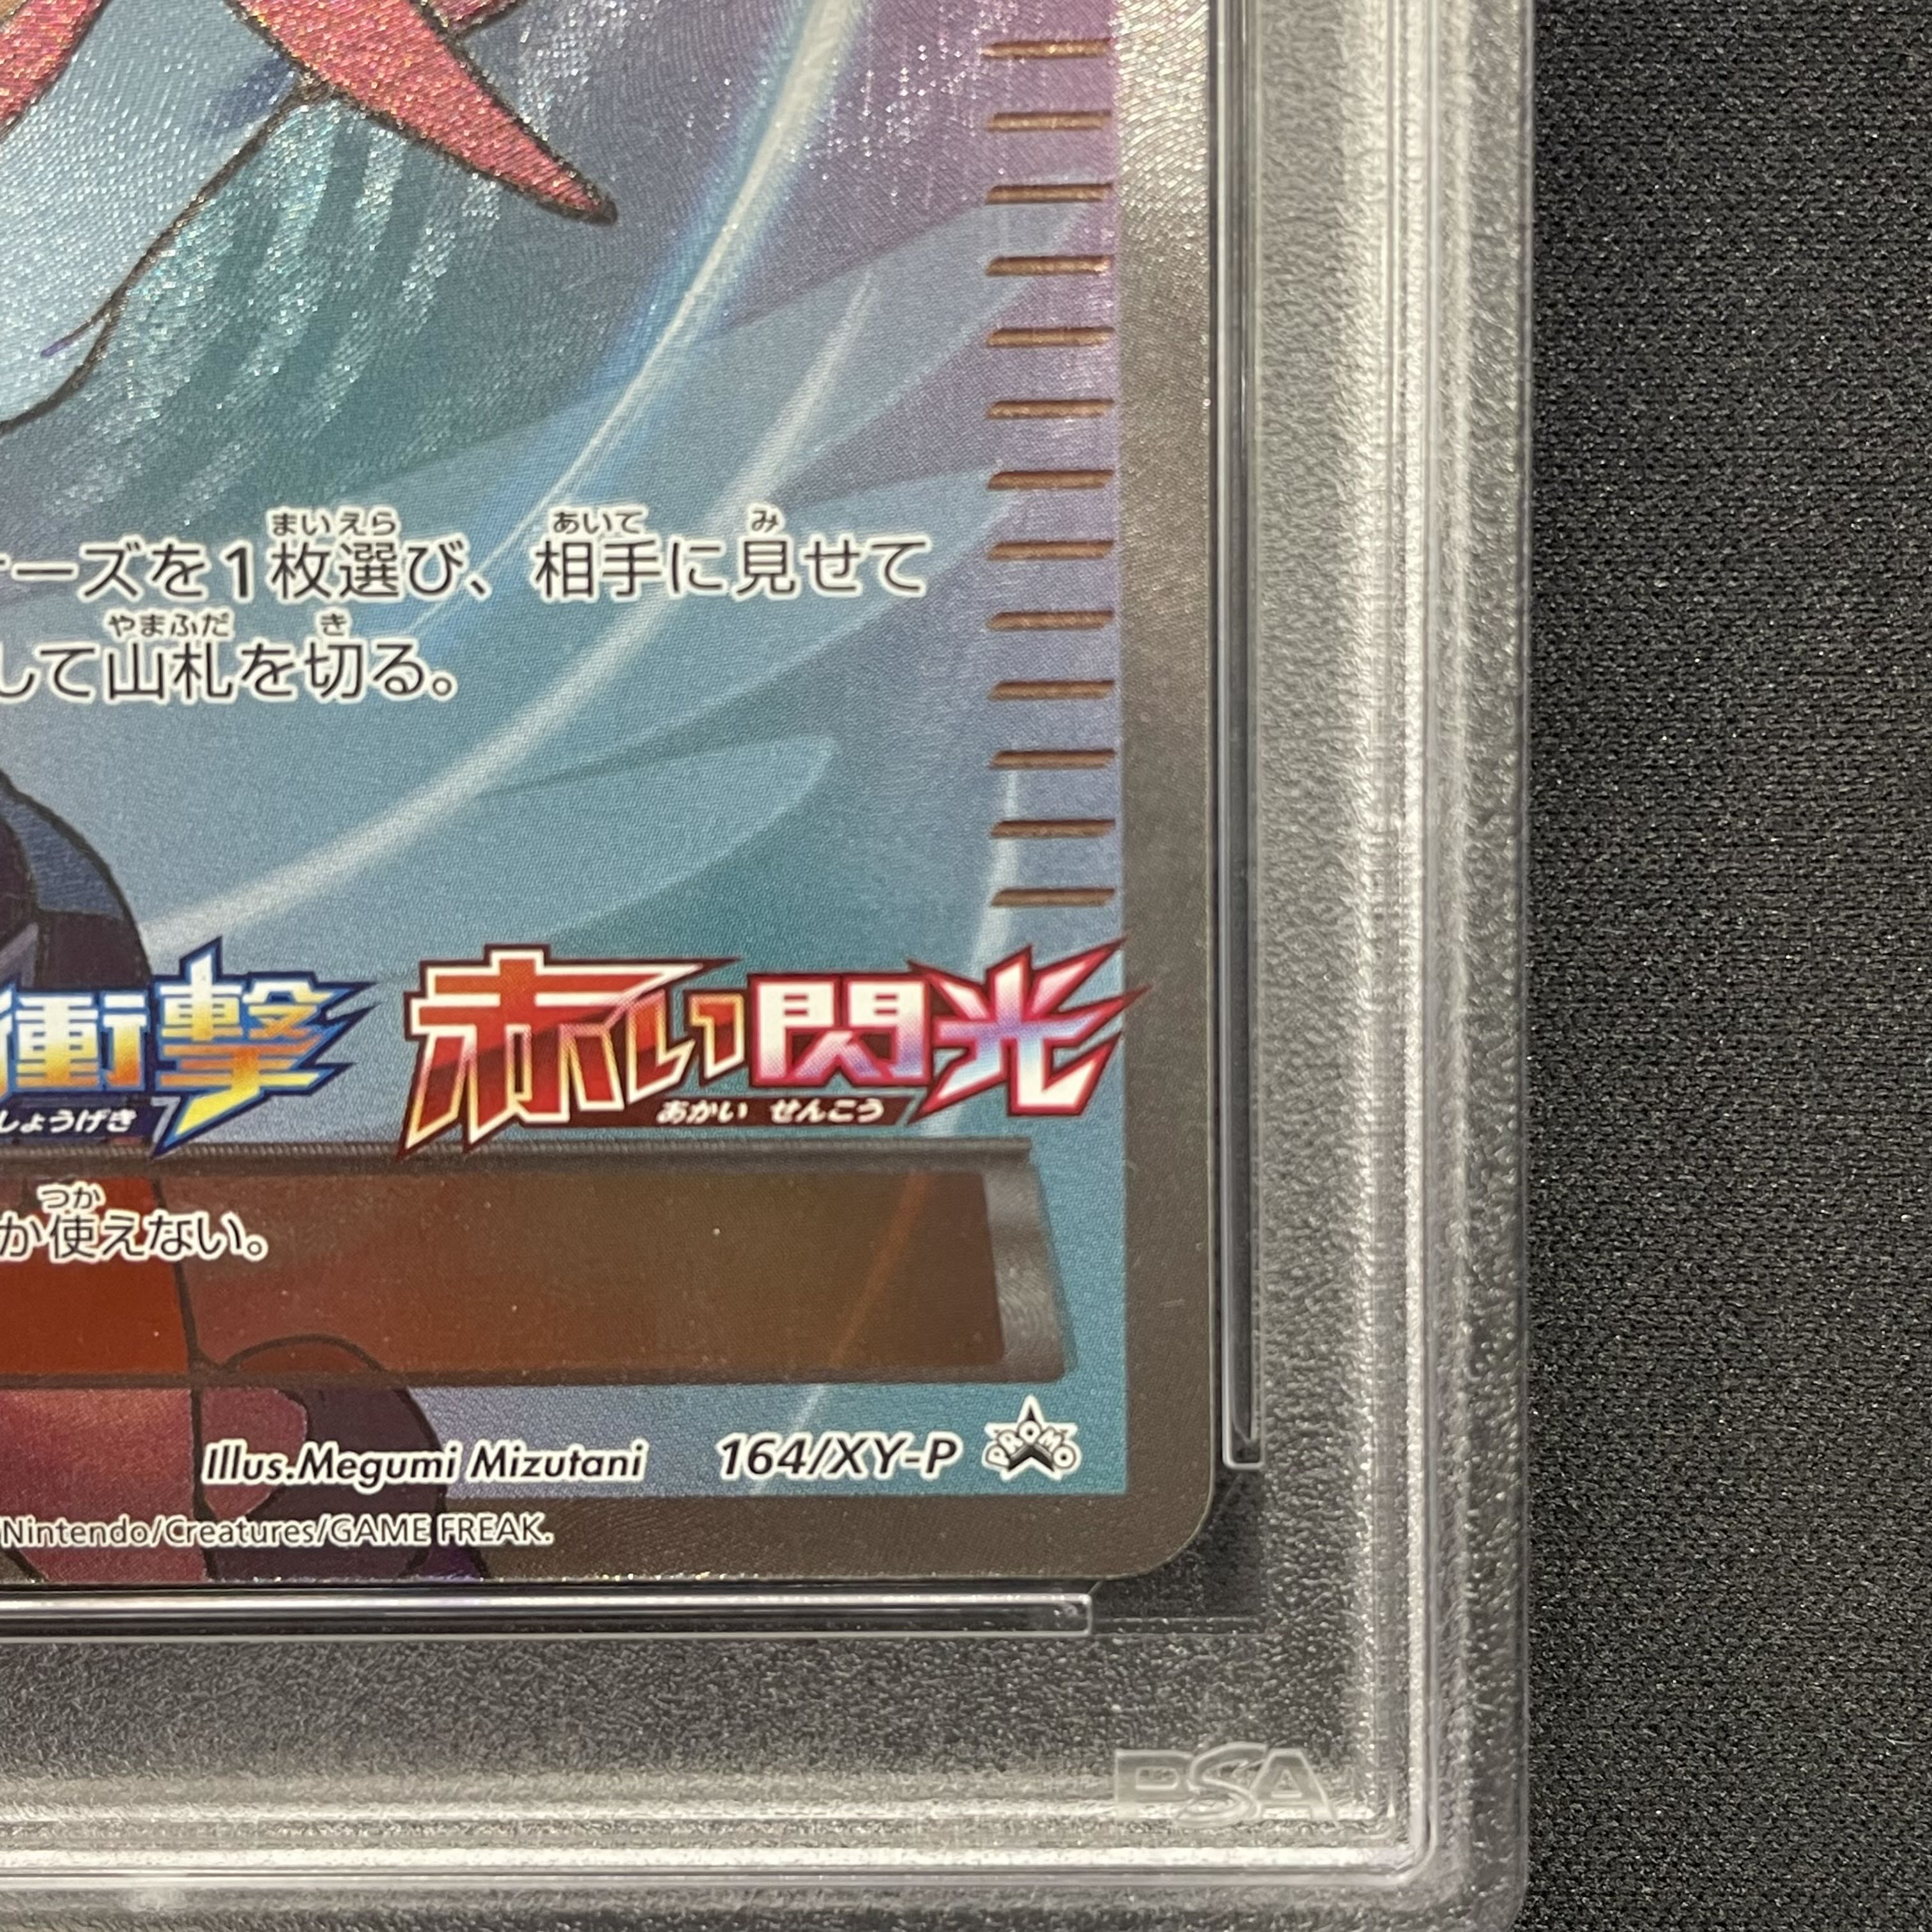 ーズを1枚選び、相手に見せて
まいえら あいて み
して山札を切る。
やまふだ き
衝撃
しょうげき
赤い閃光
あかい せんこう
か使えない。
つか
Illus.Megumi Mizutani 164/XY-P PROMO
Nintendo/Creatures/GAME FREAK.
PSA